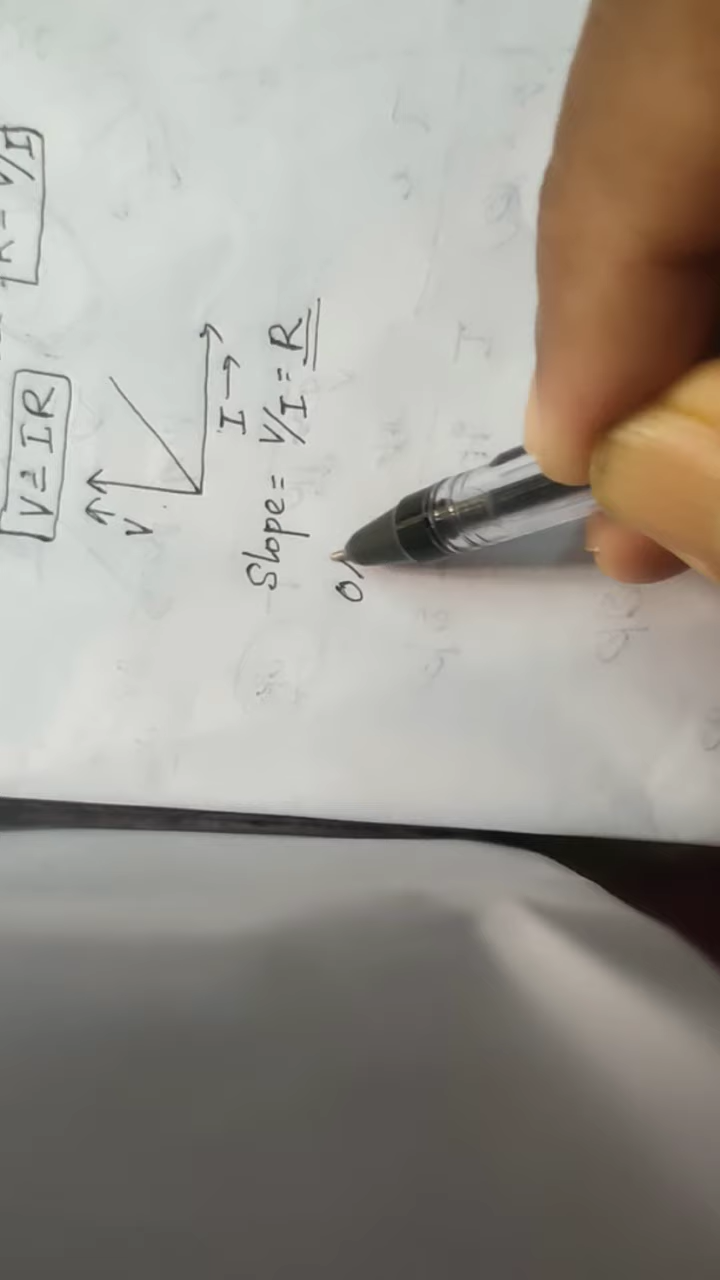 R = V/I
V = IR
V
I →
Slope = V/I = R